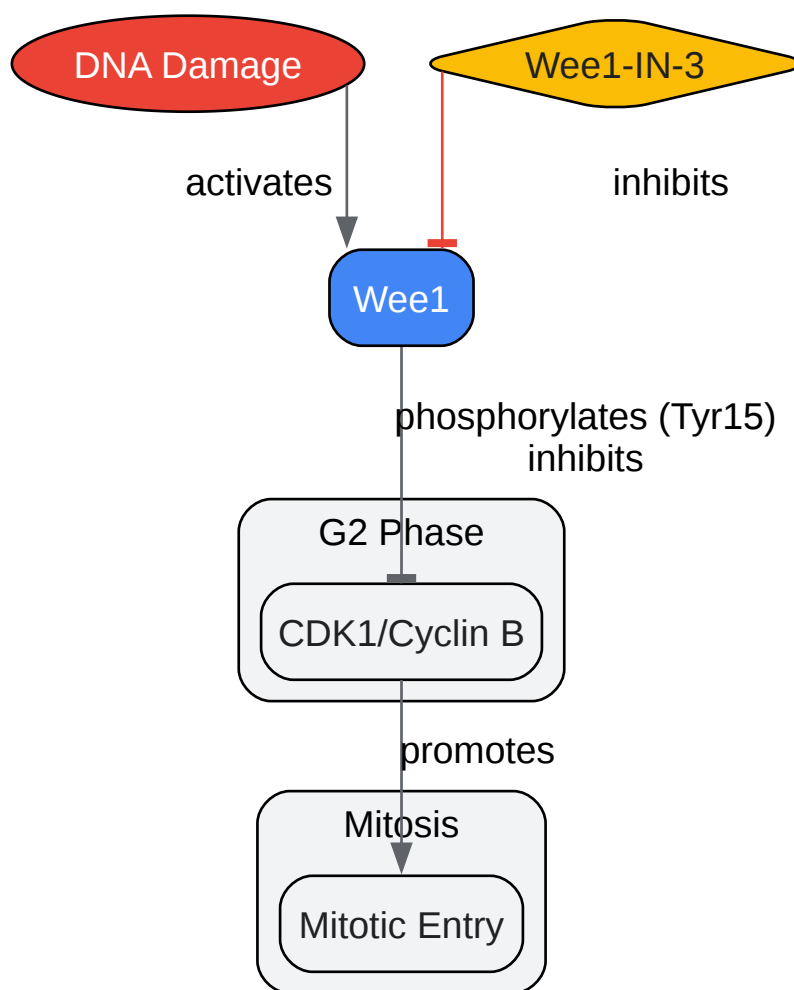 DNA Damage
Wee1-IN-3
activates
inhibits
Wee1
phosphorylates (Tyr15)
inhibits
G2 Phase
CDK1/Cyclin B
promotes
Mitosis
Mitotic Entry